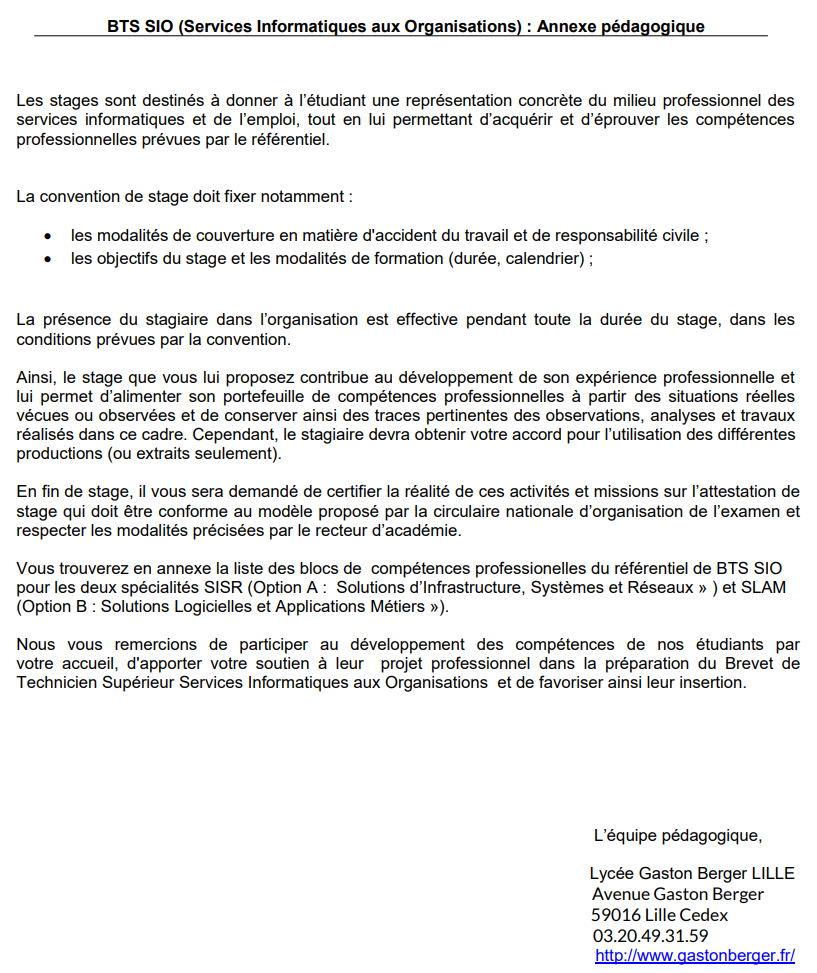 BTS SIO (Services Informatiques aux Organisations) : Annexe pédagogique
Les stages sont destinés à donner à l'étudiant une représentation concrète du milieu professionnel des
services informatiques et de l'emploi, tout en lui permettant d'acquérir et d'éprouver les compétences
professionnelles prévues par le référentiel.
La convention de stage doit fixer notamment :
• les modalités de couverture en matière d'accident du travail et de responsabilité civile ;
• les objectifs du stage et les modalités de formation (durée, calendrier) ;
La présence du stagiaire dans l'organisation est effective pendant toute la durée du stage, dans les
conditions prévues par la convention.
Ainsi, le stage que vous lui proposez contribue au développement de son expérience professionnelle et
lui permet d'alimenter son portefeuille de compétences professionnelles à partir des situations réelles
vécues ou observées et de conserver ainsi des traces pertinentes des observations, analyses et travaux
réalisés dans ce cadre. Cependant, le stagiaire devra obtenir votre accord pour l'utilisation des différentes
productions (ou extraits seulement).
En fin de stage, il vous sera demandé de certifier la réalité de ces activités et missions sur l'attestation de
stage qui doit être conforme au modèle proposé par la circulaire nationale d'organisation de l'examen et
respecter les modalités précisées par le recteur d'académie.
Vous trouverez en annexe la liste des blocs de compétences professionelles du référentiel de BTS SIO
pour les deux spécialités SISR (Option A : Solutions d'Infrastructure, Systèmes et Réseaux » ) et SLAM
(Option B : Solutions Logicielles et Applications Métiers »).
Nous vous remercions de participer au développement des compétences de nos étudiants par
votre accueil, d'apporter votre soutien à leur projet professionnel dans la préparation du Brevet de
Technicien Supérieur Services Informatiques aux Organisations et de favoriser ainsi leur insertion.
L'équipe pédagogique,
Lycée Gaston Berger LILLE
Avenue Gaston Berger
59016 Lille Cedex
03.20.49.31.59
http://www.gastonberger.fr/